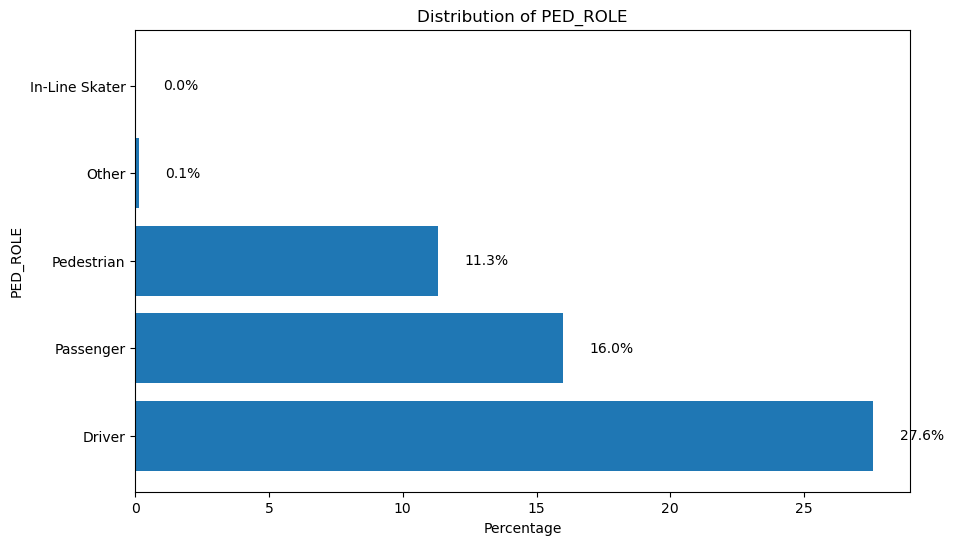 Distribution of PED_ROLE
In-Line Skater
0.0%
Other
0.1%
Pedestrian
11.3%
Passenger
16.0%
Driver
27.6%
0 5 10 15 20 25
Percentage
PED_ROLE